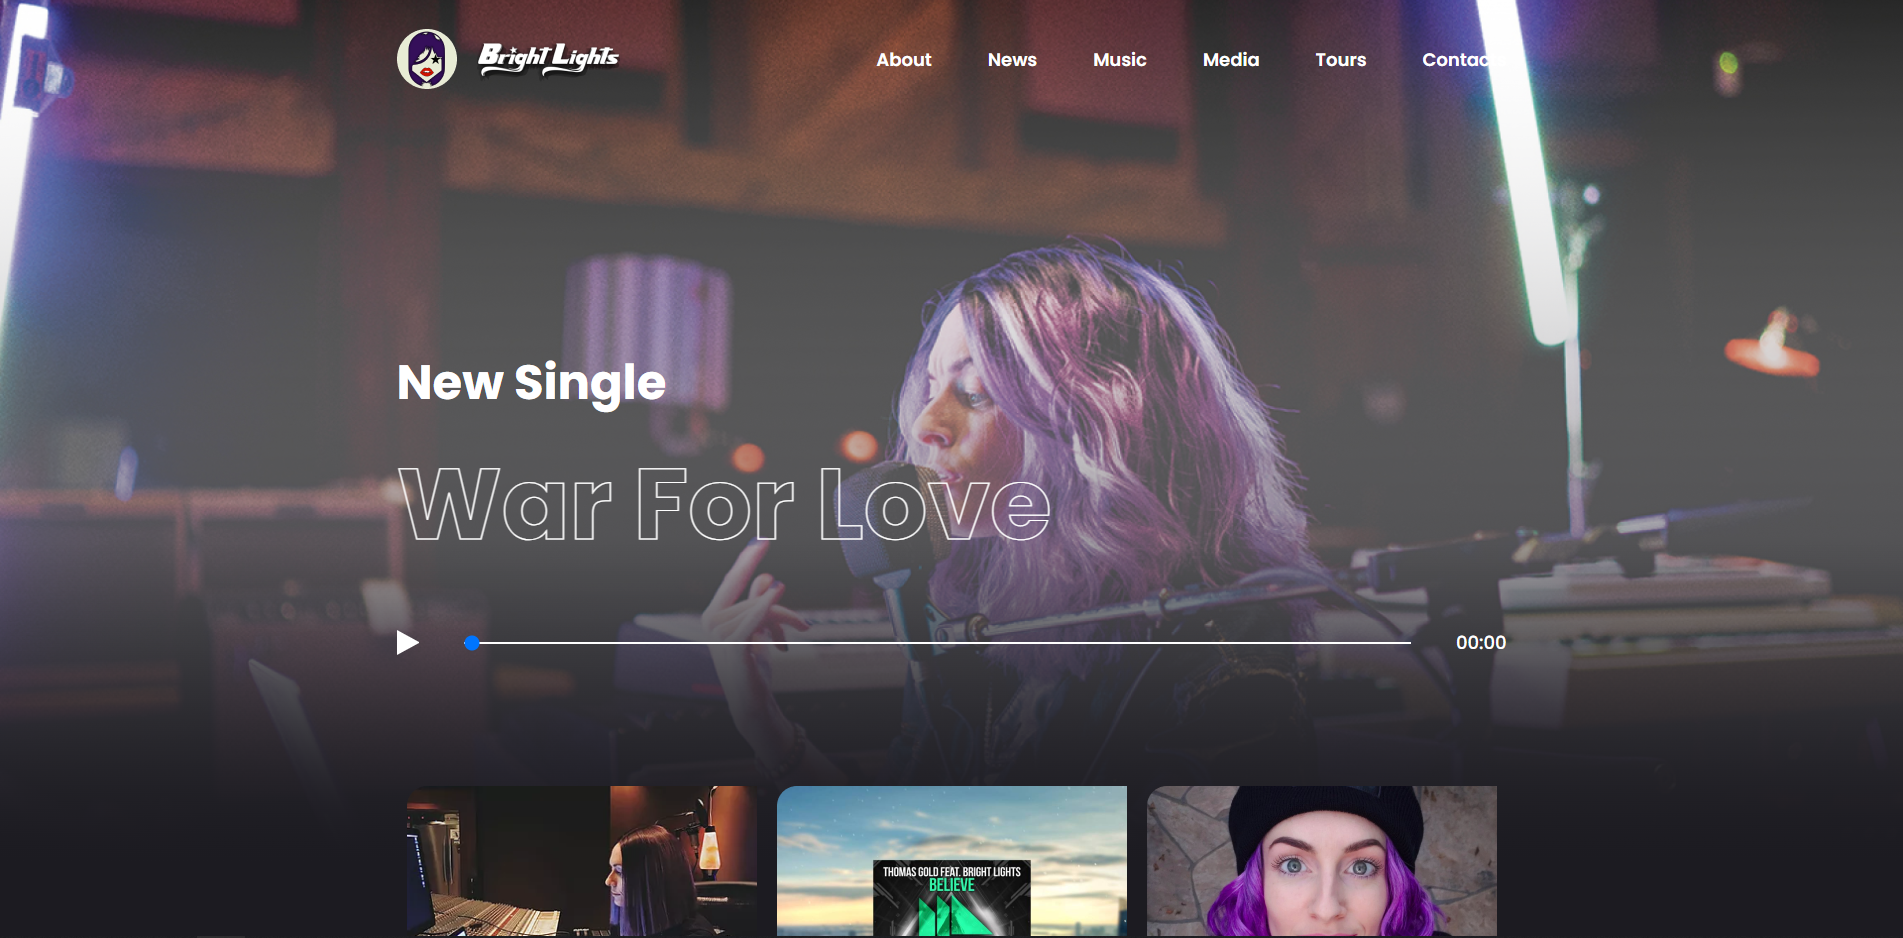 Bright Lights
About
News
Music
Media
Tours
Contact
New Single
War For Love
00:00
THOMAS GOLD FEAT. BRIGHT LIGHTS
BELIEVE